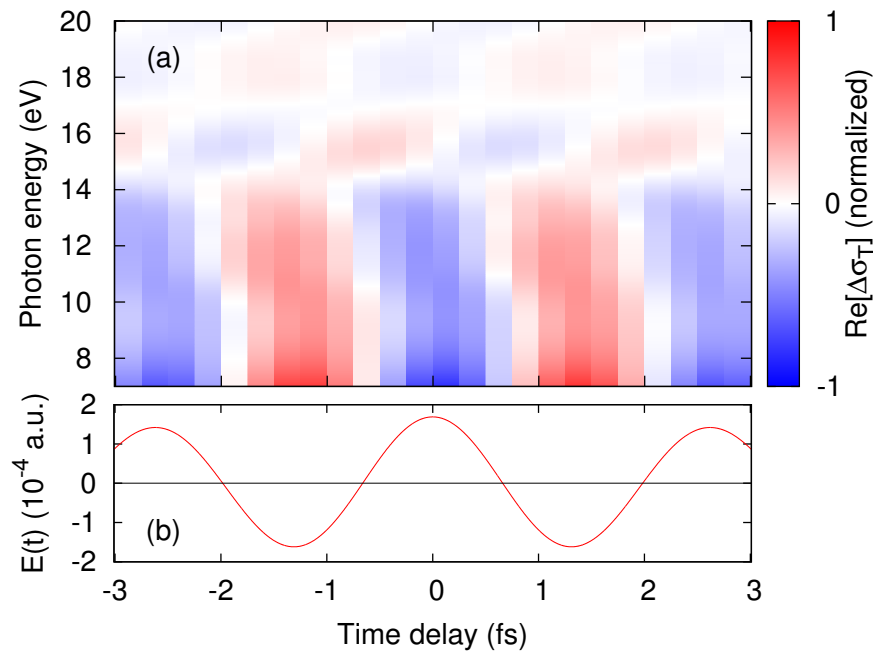 20
18
16
14
12
10
8
Photon energy (eV)
(a)
1
0
-1
Re[Δσ_T] (normalized)
2
1
0
-1
-2
E(t) (10⁻⁴ a.u.)
(b)
-3 -2 -1 0 1 2 3
Time delay (fs)